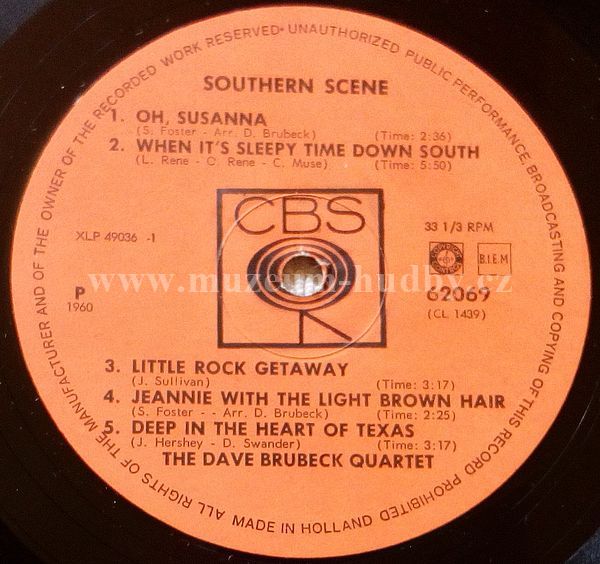 ALL RIGHTS OF THE MANUFACTURER AND OF THE OWNER OF THE RECORDED WORK RESERVED · UNAUTHORIZED PUBLIC PERFORMANCE, BROADCASTING AND COPYING OF THIS RECORD PROHIBITED
SOUTHERN SCENE
1. OH, SUSANNA
(S. Foster - Arr. D. Brubeck) (Time: 2:36)
2. WHEN IT'S SLEEPY TIME DOWN SOUTH
(L. Rene - C. Rene - C. Muse) (Time: 5:50)
CBS
XLP 49036 -1
33 1/3 RPM
B.I.E.M
www.muzeum-hudby.cz
P
1960
62069
(CL 1439)
3. LITTLE ROCK GETAWAY
(J. Sullivan) (Time: 3:17)
4. JEANNIE WITH THE LIGHT BROWN HAIR
(S. Foster - - Arr. D. Brubeck) (Time: 2:25)
5. DEEP IN THE HEART OF TEXAS
(J. Hershey - D. Swander) (Time: 3:17)
THE DAVE BRUBECK QUARTET
MADE IN HOLLAND